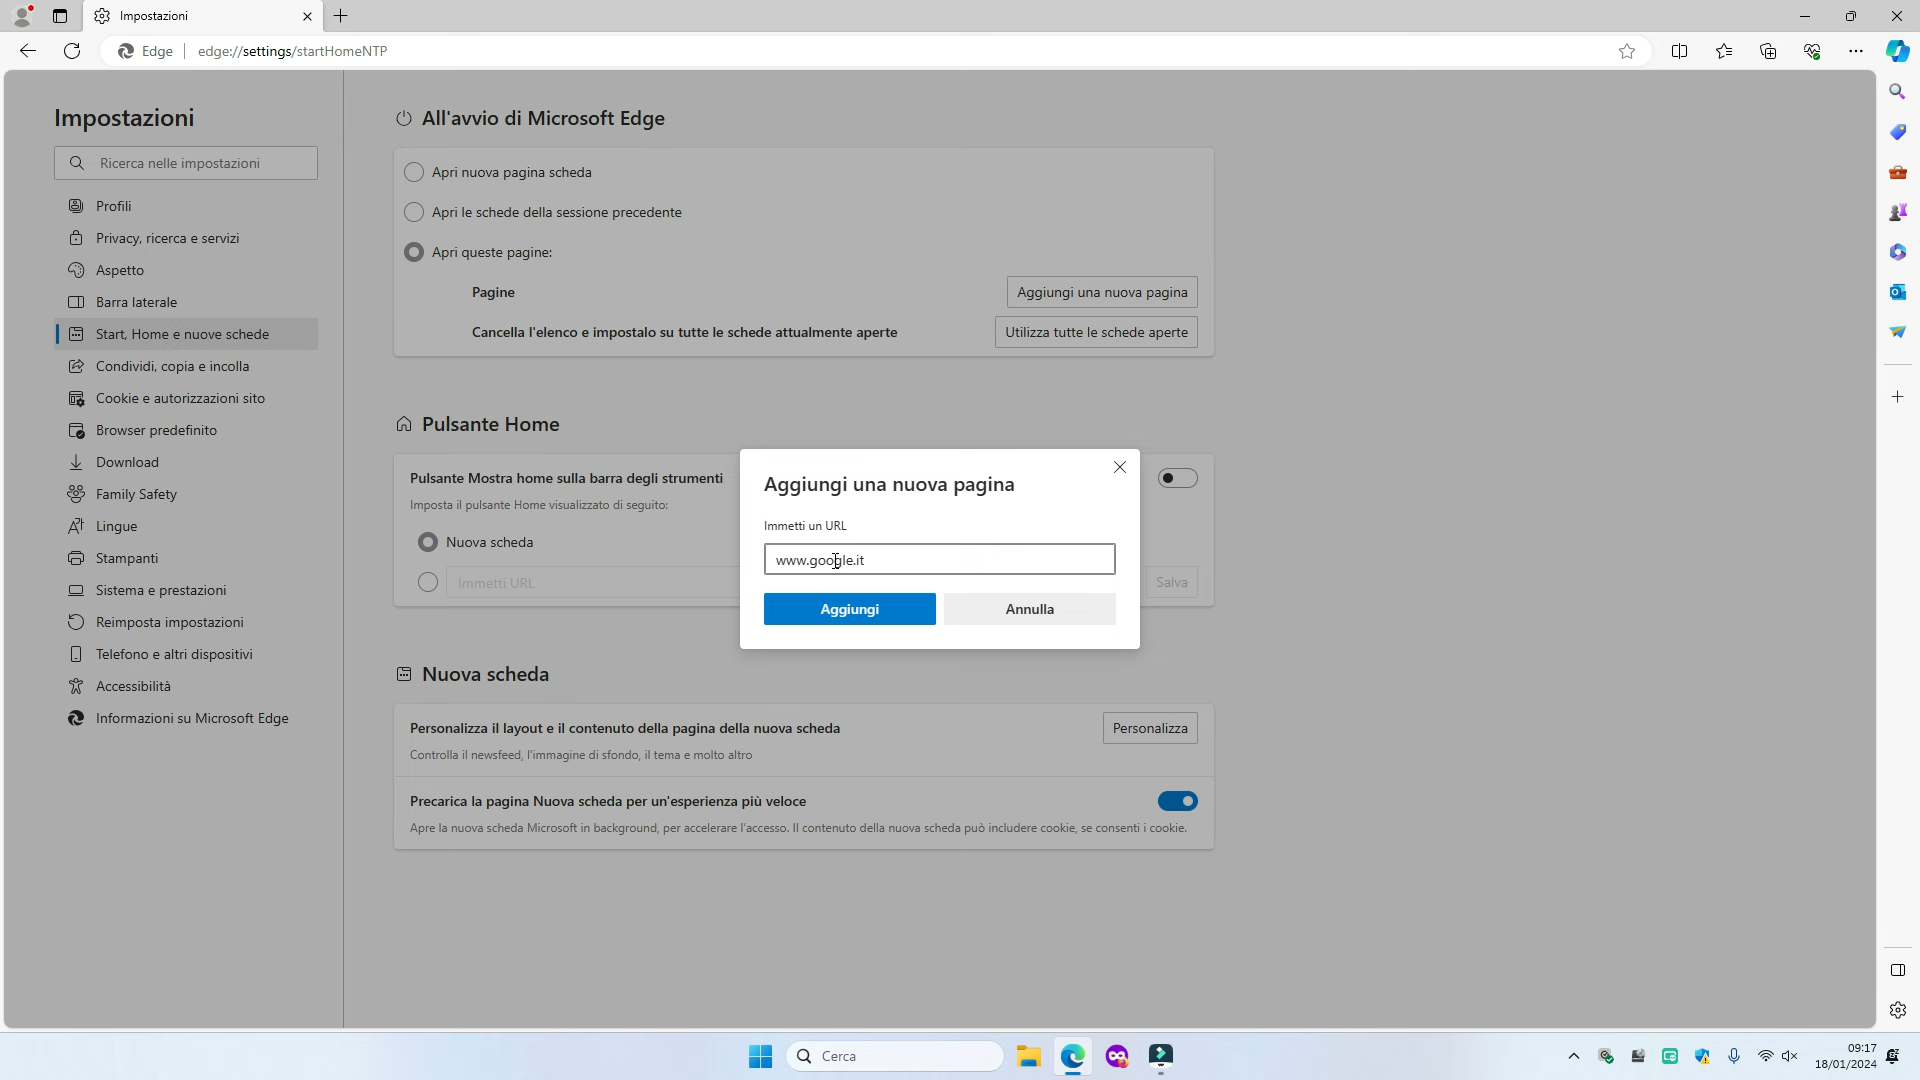 Impostazioni
Edge
edge://settings/startHomeNTP
Impostazioni
Ricerca nelle impostazioni
Profili
Privacy, ricerca e servizi
Aspetto
Barra laterale
Start, Home e nuove schede
Condividi, copia e incolla
Cookie e autorizzazioni sito
Browser predefinito
Download
Family Safety
Lingue
Stampanti
Sistema e prestazioni
Reimposta impostazioni
Telefono e altri dispositivi
Accessibilità
Informazioni su Microsoft Edge
All'avvio di Microsoft Edge
Apri nuova pagina scheda
Apri le schede della sessione precedente
Apri queste pagine:
Pagine
Aggiungi una nuova pagina
Cancella l'elenco e impostalo su tutte le schede attualmente aperte
Utilizza tutte le schede aperte
Pulsante Home
Pulsante Mostra home sulla barra degli strumenti
Imposta il pulsante Home visualizzato di seguito:
Nuova scheda
Immetti URL
Salva
Aggiungi una nuova pagina
Immetti un URL
www.google.it
Aggiungi
Annulla
Nuova scheda
Personalizza il layout e il contenuto della pagina della nuova scheda
Personalizza
Controlla il newsfeed, l'immagine di sfondo, il tema e molto altro
Precarica la pagina Nuova scheda per un'esperienza più veloce
Apre la nuova scheda Microsoft in background, per accelerare l'accesso. Il contenuto della nuova scheda può includere cookie, se consenti i cookie.
Cerca
09:17
18/01/2024